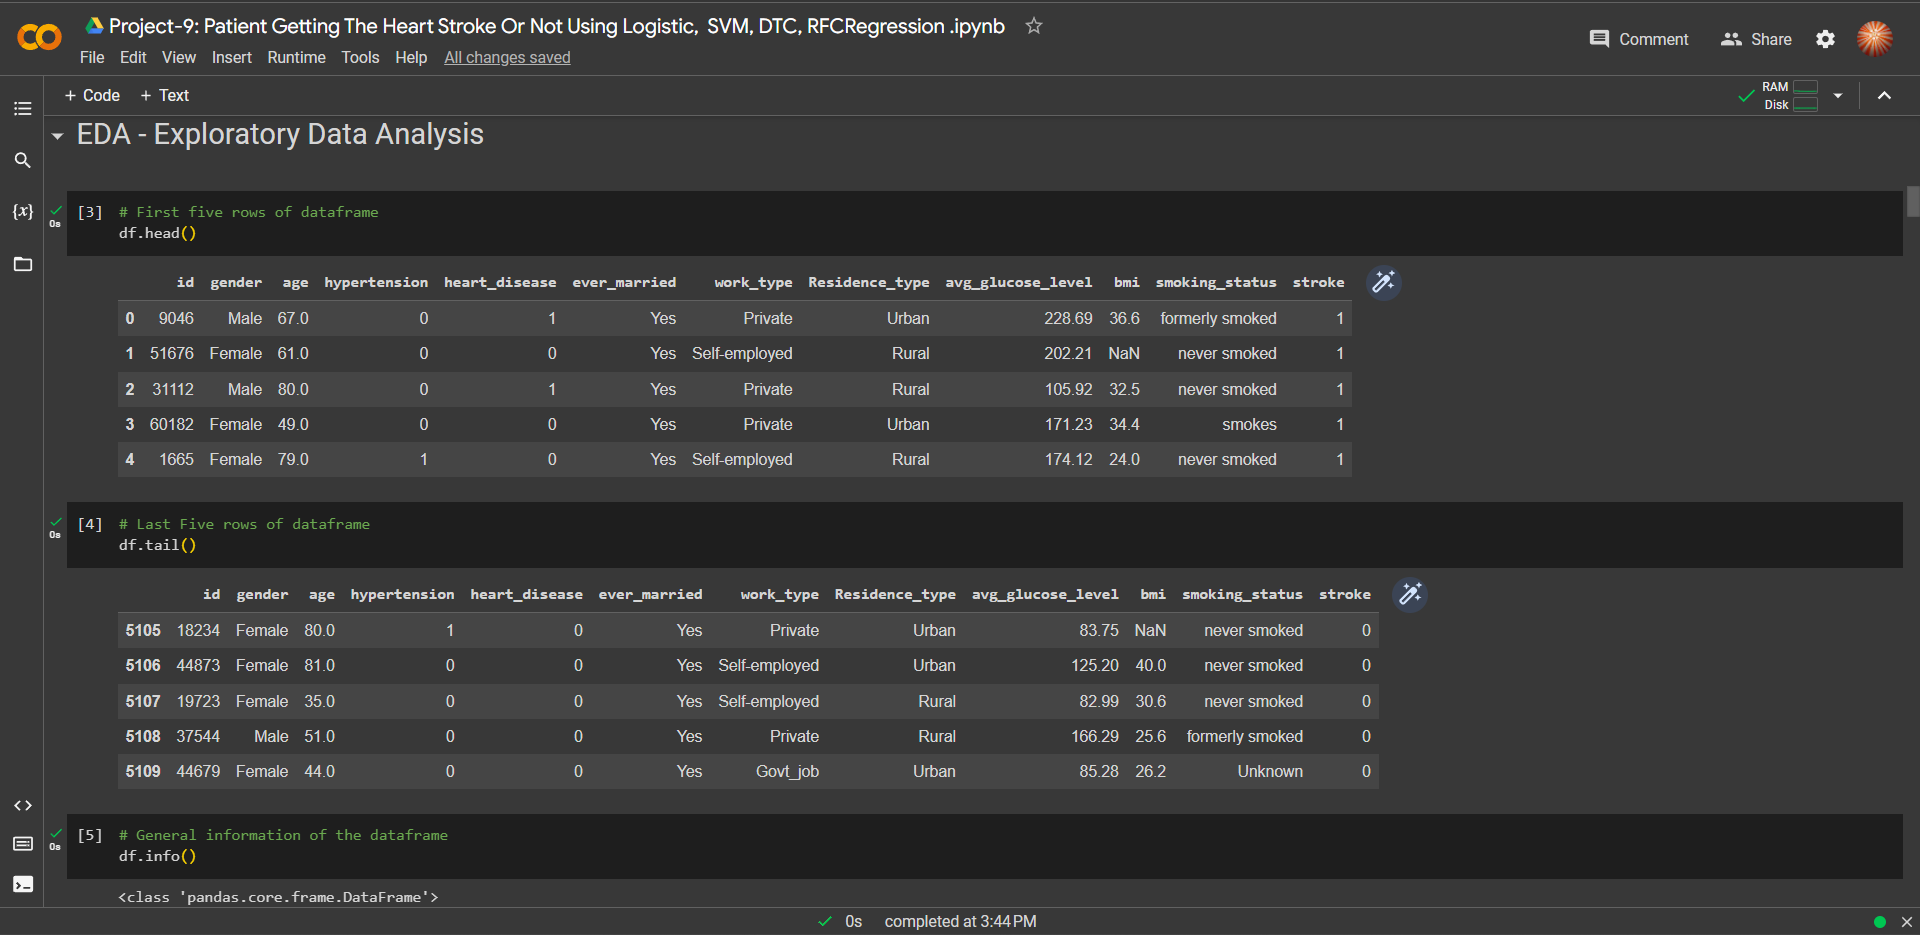 Project-9: Patient Getting The Heart Stroke Or Not Using Logistic, SVM, DTC, RFCRegression .ipynb
Comment Share
File Edit View Insert Runtime Tools Help All changes saved
+ Code + Text
RAM
Disk
EDA - Exploratory Data Analysis
{x}
[3] # First five rows of dataframe
0s
df.head()
id gender age hypertension heart_disease ever_married work_type Residence_type avg_glucose_level bmi smoking_status stroke
0 9046 Male 67.0 0 1 Yes Private Urban 228.69 36.6 formerly smoked 1
1 51676 Female 61.0 0 0 Yes Self-employed Rural 202.21 NaN never smoked 1
2 31112 Male 80.0 0 1 Yes Private Rural 105.92 32.5 never smoked 1
3 60182 Female 49.0 0 0 Yes Private Urban 171.23 34.4 smokes 1
4 1665 Female 79.0 1 0 Yes Self-employed Rural 174.12 24.0 never smoked 1
[4] # Last Five rows of dataframe
0s
df.tail()
id gender age hypertension heart_disease ever_married work_type Residence_type avg_glucose_level bmi smoking_status stroke
5105 18234 Female 80.0 1 0 Yes Private Urban 83.75 NaN never smoked 0
5106 44873 Female 81.0 0 0 Yes Self-employed Urban 125.20 40.0 never smoked 0
5107 19723 Female 35.0 0 0 Yes Self-employed Rural 82.99 30.6 never smoked 0
5108 37544 Male 51.0 0 0 Yes Private Rural 166.29 25.6 formerly smoked 0
5109 44679 Female 44.0 0 0 Yes Govt_job Urban 85.28 26.2 Unknown 0
[5] # General information of the dataframe
0s
df.info()
<class 'pandas.core.frame.DataFrame'>
0s completed at 3:44 PM